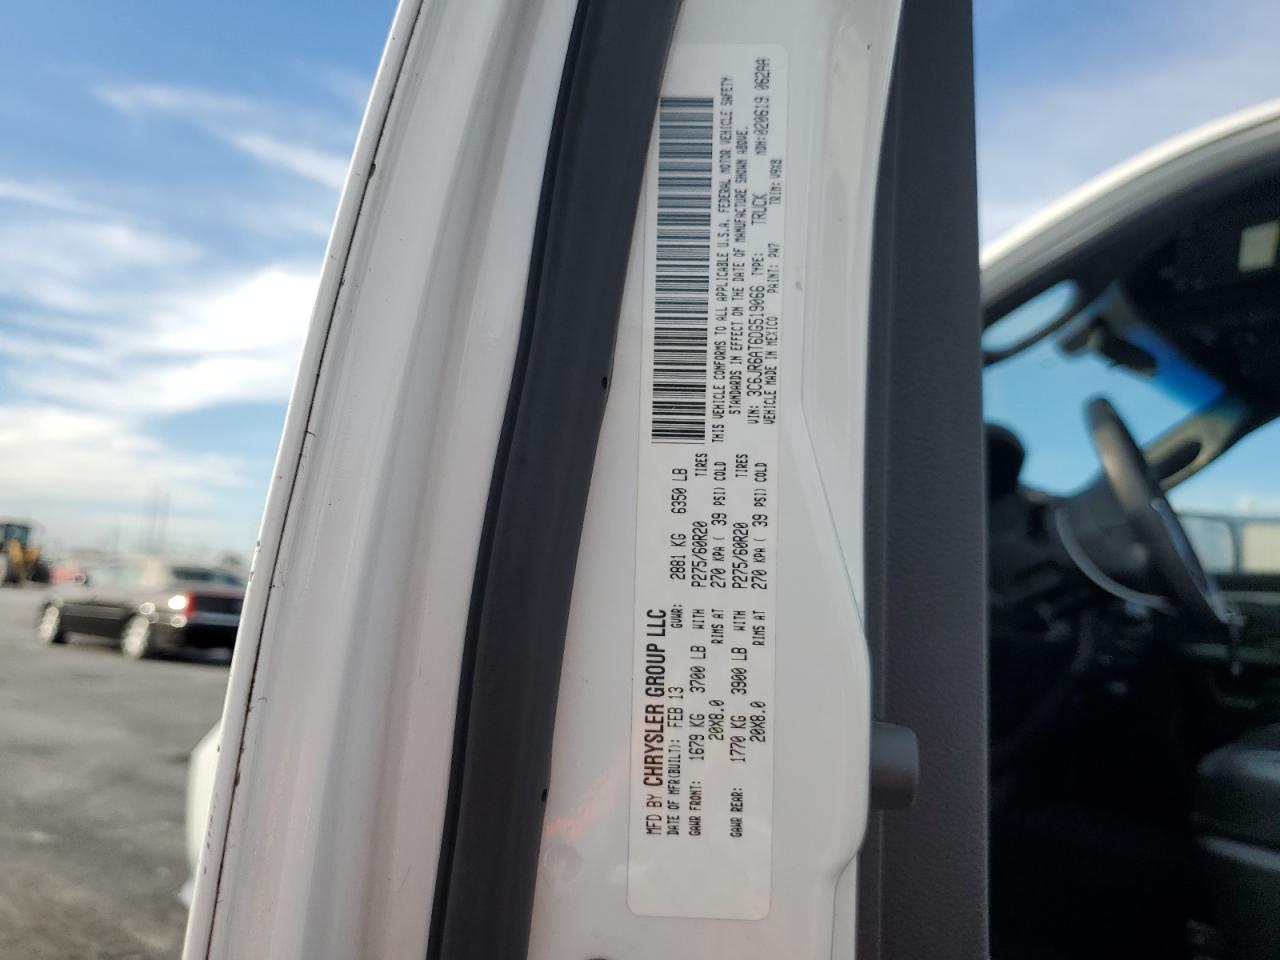 MFD BY CHRYSLER GROUP LLC
DATE OF MFR(BUILT): FEB 13 GVWR: 2881 KG 6350 LB
GAWR FRONT: 1679 KG 3700 LB WITH P275/60R20 TIRES
20X8.0 RIMS AT 270 KPA ( 39 PSI) COLD
GAWR REAR: 1770 KG 3900 LB WITH P275/60R20 TIRES
20X8.0 RIMS AT 270 KPA ( 39 PSI) COLD
THIS VEHICLE CONFORMS TO ALL APPLICABLE U.S.A. FEDERAL MOTOR VEHICLE SAFETY
STANDARDS IN EFFECT ON THE DATE OF MANUFACTURE SHOWN ABOVE.
VIN: 3C6JR6AT6DG519066 TYPE: TRUCK MDH:020619 062AA
VEHICLE MADE IN MEXICO PAINT: PW7 TRIM: V9X8